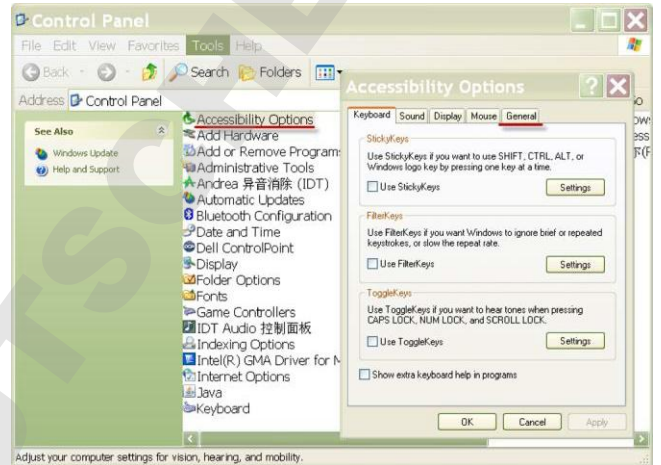 Control Panel
File Edit View Favorites Tools Help
Back Search Folders
Address Control Panel
See Also
Windows Update
Help and Support
Accessibility Options
Add Hardware
Add or Remove Program
Administrative Tools
Andrea 异音消除 (IDT)
Automatic Updates
Bluetooth Configuration
Date and Time
Dell ControlPoint
Display
Folder Options
Fonts
Game Controllers
IDT Audio 控制面板
Indexing Options
Intel(R) GMA Driver for M
Internet Options
Java
Keyboard
Adjust your computer settings for vision, hearing, and mobility.
Accessibility Options
Keyboard Sound Display Mouse General
StickyKeys
Use StickyKeys if you want to use SHIFT, CTRL, ALT, or
Windows logo key by pressing one key at a time.
Use StickyKeys Settings
FilterKeys
Use FilterKeys if you want Windows to ignore brief or repeated
keystrokes, or slow the repeat rate.
Use FilterKeys Settings
ToggleKeys
Use ToggleKeys if you want to hear tones when pressing
CAPS LOCK, NUM LOCK, and SCROLL LOCK.
Use ToggleKeys Settings
Show extra keyboard help in programs
OK Cancel Apply